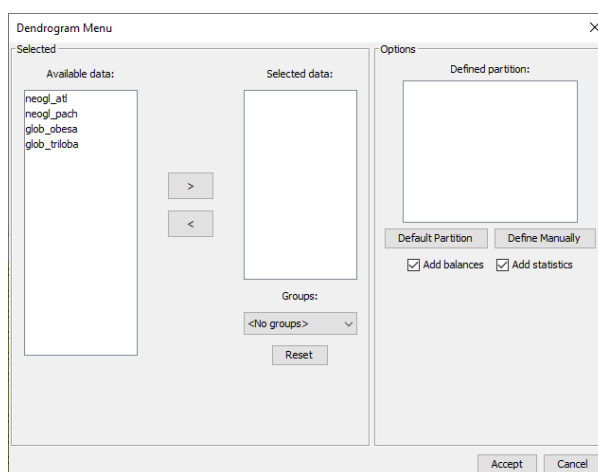 Dendrogram Menu
Selected
Available data:
Selected data:
neogl_atl
neogl_pach
glob_obesa
glob_triloba
>
<
Groups:
<No groups>
Reset
Options
Defined partition:
Default Partition
Define Manually
Add balances
Add statistics
Accept
Cancel